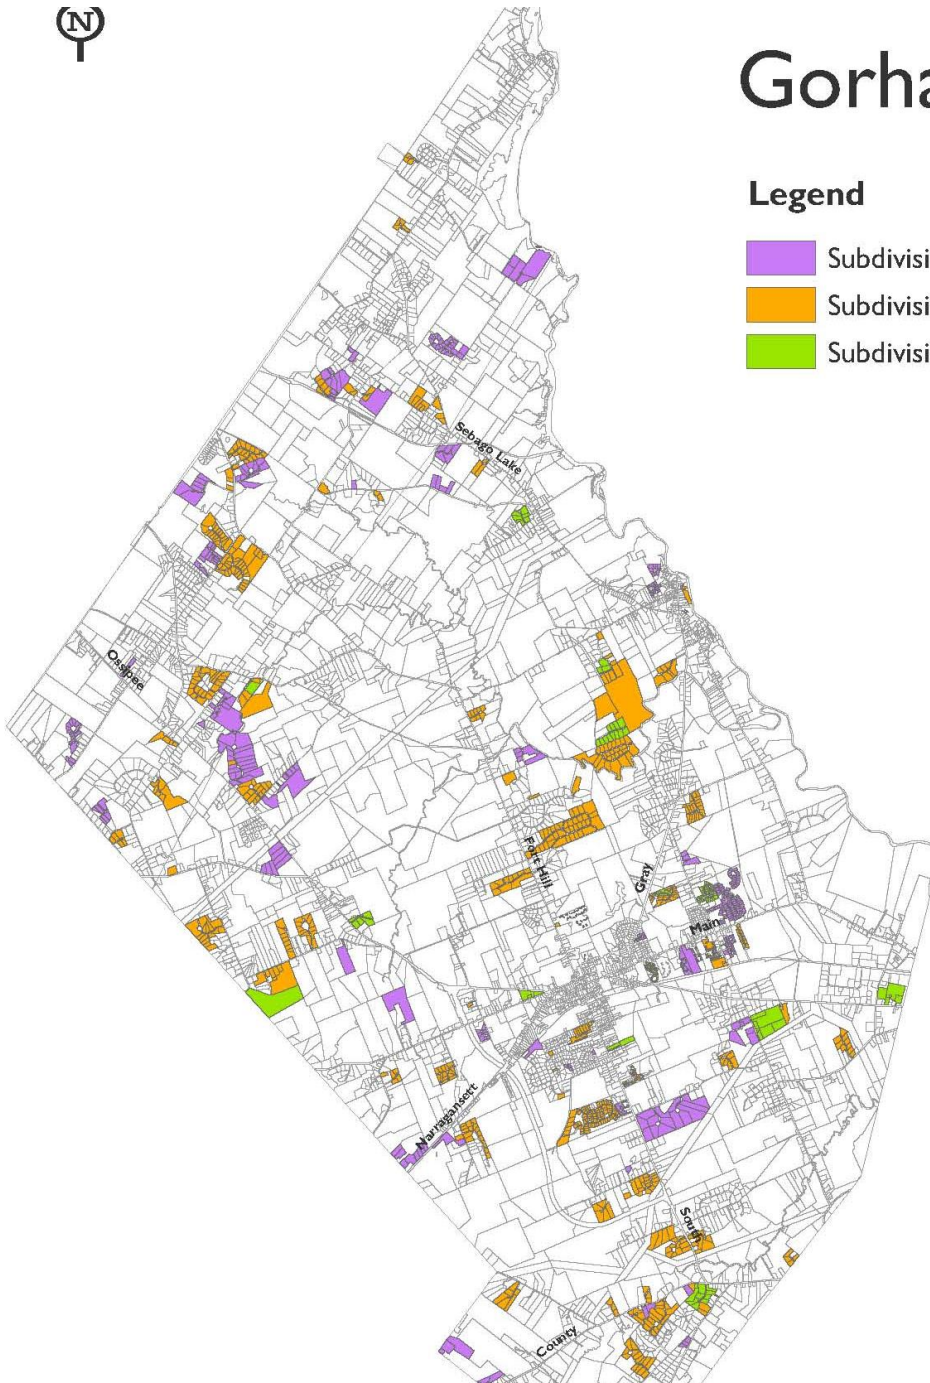 N
Gorha
Legend
Subdivisi
Subdivisi
Subdivisi
Sebago Lake
Ossipee
Fort Hill
Gray
Main
Narragansett
South
County